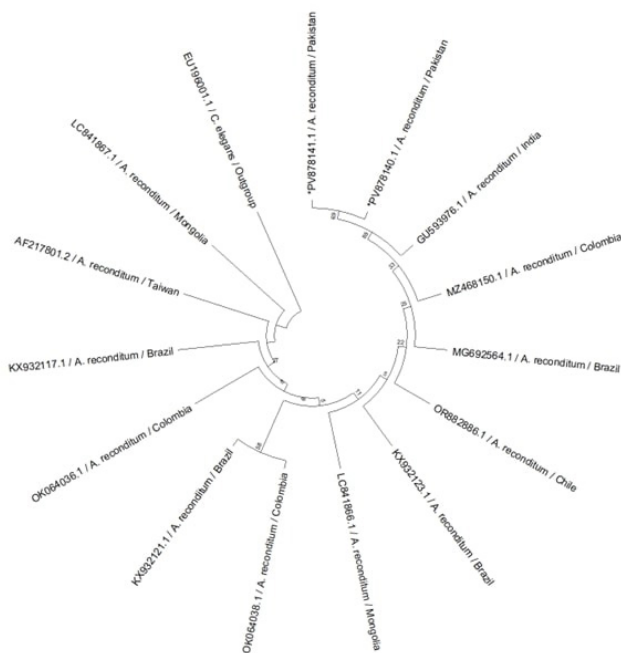 *PV878141.1 / A. reconditum / Pakistan
*PV878140.1 / A. reconditum / Pakistan
GU593976.1 / A. reconditum / India
MZ468150.1 / A. reconditum / Colombia
MG692564.1 / A. reconditum / Brazil
OR882886.1 / A. reconditum / Chile
KX932123.1 / A. reconditum / Brazil
LC841866.1 / A. reconditum / Mongolia
OK064038.1 / A. reconditum / Colombia
KX932121.1 / A. reconditum / Brazil
OK064036.1 / A. reconditum / Colombia
KX932117.1 / A. reconditum / Brazil
AF217801.2 / A. reconditum / Taiwan
LC841867.1 / A. reconditum / Mongolia
EU196001.1 / C. elegans / Outgroup